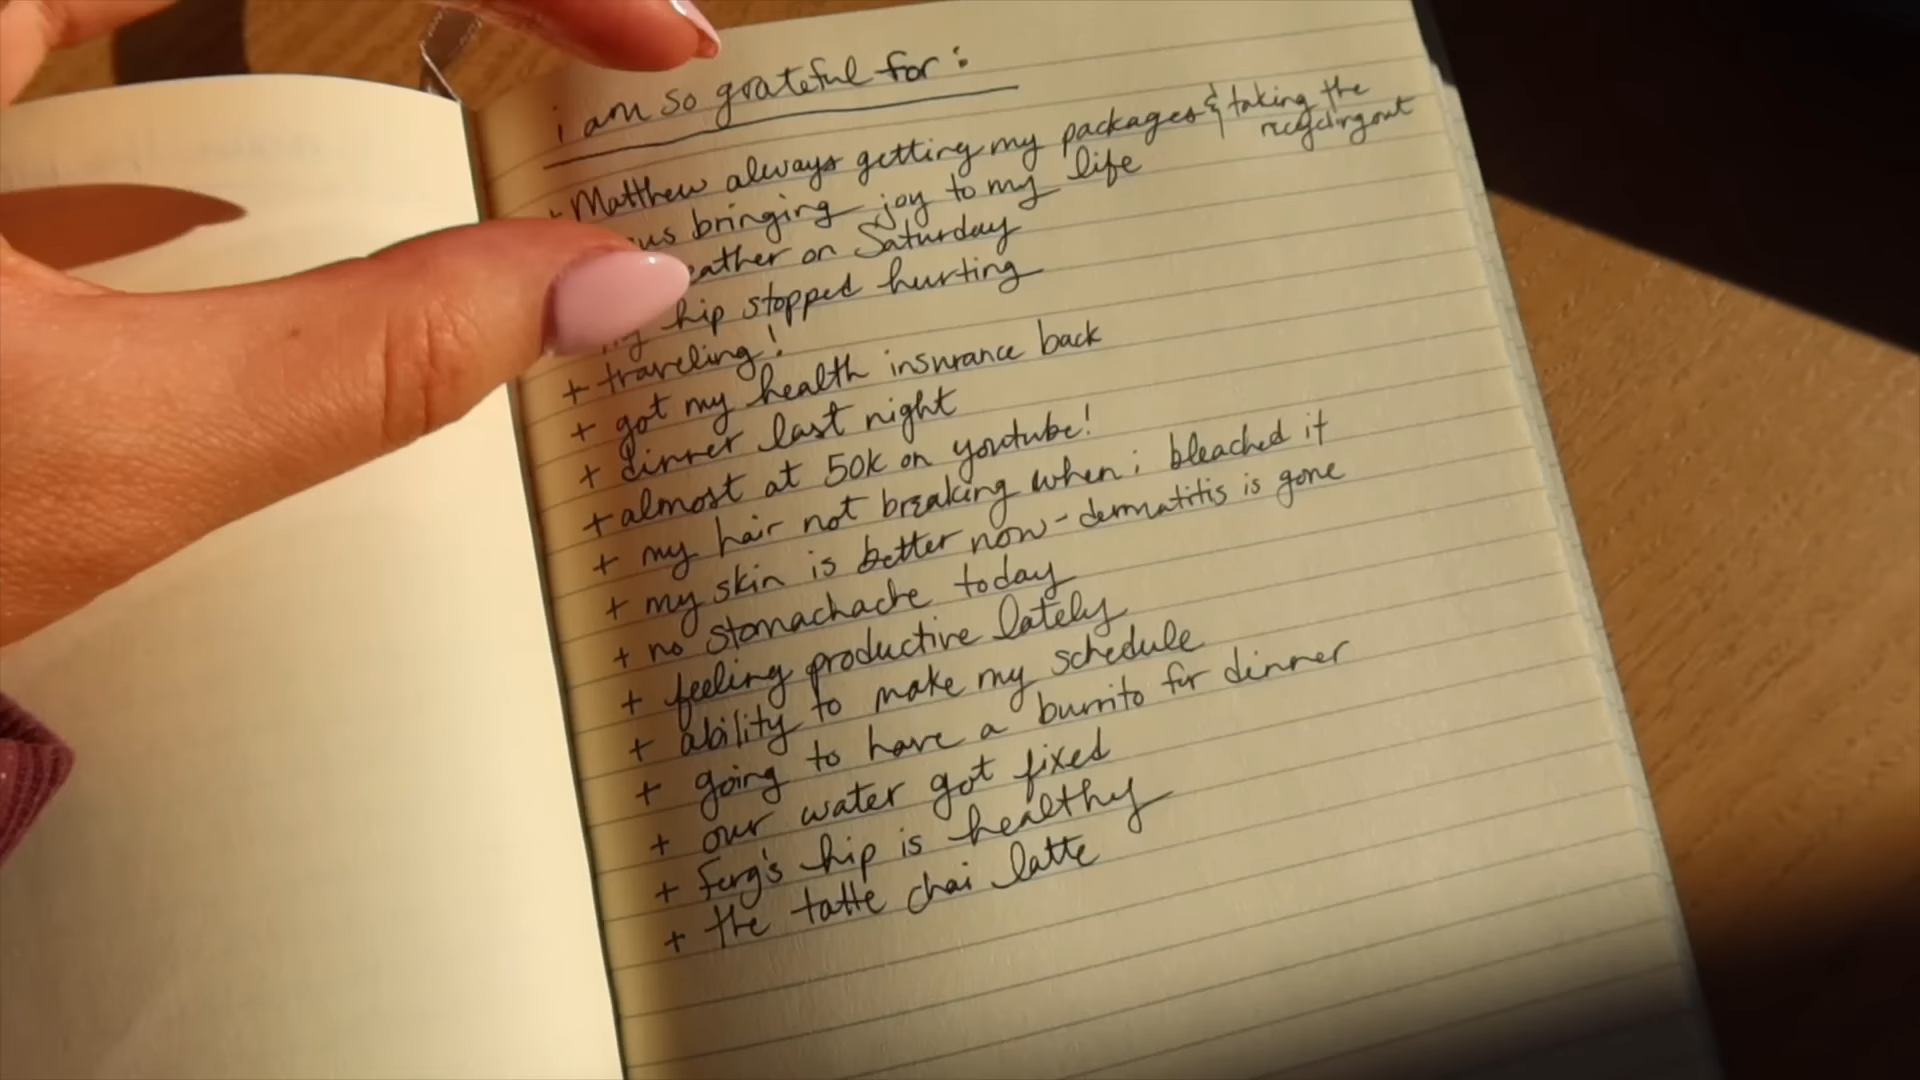 i am so grateful for:
+ Matthew always getting my packages & taking the
recycling out
bringing joy to my life
on Saturday
hip stopped hurting
+ traveling!
+ got my health insurance back
+ dinner last night
+ almost at 50k on youtube!
+ my hair not breaking when i bleached it
+ my skin is better now - dermatitis is gone
+ no stomachache today
+ feeling productive lately
+ ability to make my schedule
+ going to have a burrito for dinner
+ our water got fixed
+ Ferg's hip is healthy
+ the tatte chai latte